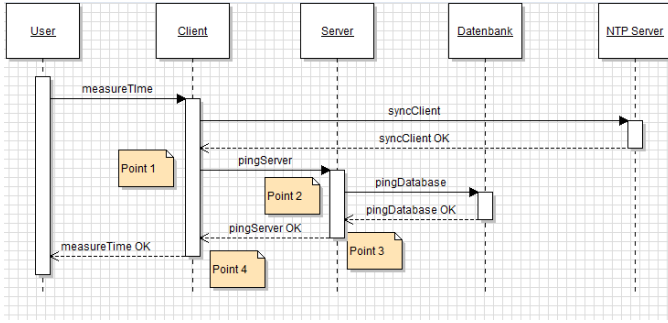 User
Client
Server
Datenbank
NTP Server
measureTIme
syncClient
syncClient OK
Point 1
pingServer
Point 2
pingDatabase
pingDatabase OK
pingServer OK
measureTime OK
Point 3
Point 4